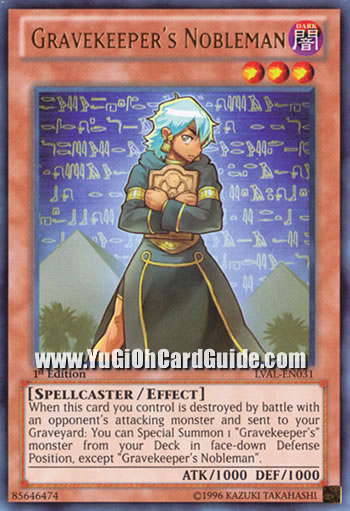 GRAVEKEEPER'S NOBLEMAN
DARK
闇
www.YuGiOhCardGuide.com
1st Edition
LVAL-EN031
[SPELLCASTER / EFFECT]
When this card you control is destroyed by battle with
an opponent's attacking monster and sent to your
Graveyard: You can Special Summon 1 "Gravekeeper's"
monster from your Deck in face-down Defense
Position, except "Gravekeeper's Nobleman".
ATK/1000 DEF/1000
85646474
©1996 KAZUKI TAKAHASHI